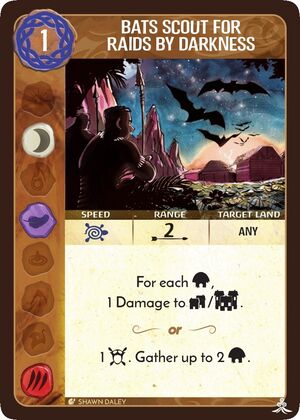 1
BATS SCOUT FOR
RAIDS BY DARKNESS
SPEED
RANGE
TARGET LAND
2
ANY
For each ,
1 Damage to / .
or
1 . Gather up to 2 .
SHAWN DALEY